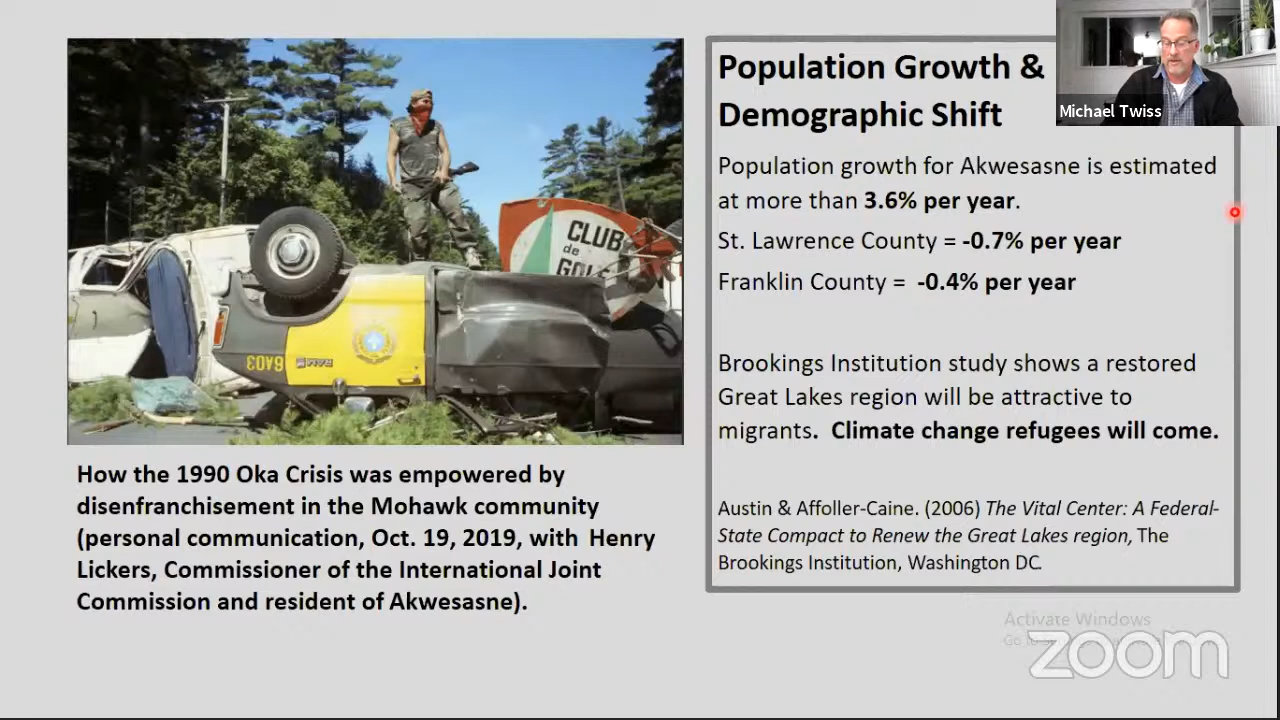 Population Growth &
Demographic Shift
Michael Twiss
Population growth for Akwesasne is estimated
at more than 3.6% per year.
St. Lawrence County = -0.7% per year
Franklin County = -0.4% per year
Brookings Institution study shows a restored
Great Lakes region will be attractive to
migrants. Climate change refugees will come.
Austin & Affoller-Caine. (2006) The Vital Center: A Federal-
State Compact to Renew the Great Lakes region, The
Brookings Institution, Washington DC.
CLUB
de
GOLF
6A03
How the 1990 Oka Crisis was empowered by
disenfranchisement in the Mohawk community
(personal communication, Oct. 19, 2019, with Henry
Lickers, Commissioner of the International Joint
Commission and resident of Akwesasne).
Activate Windows
zoom